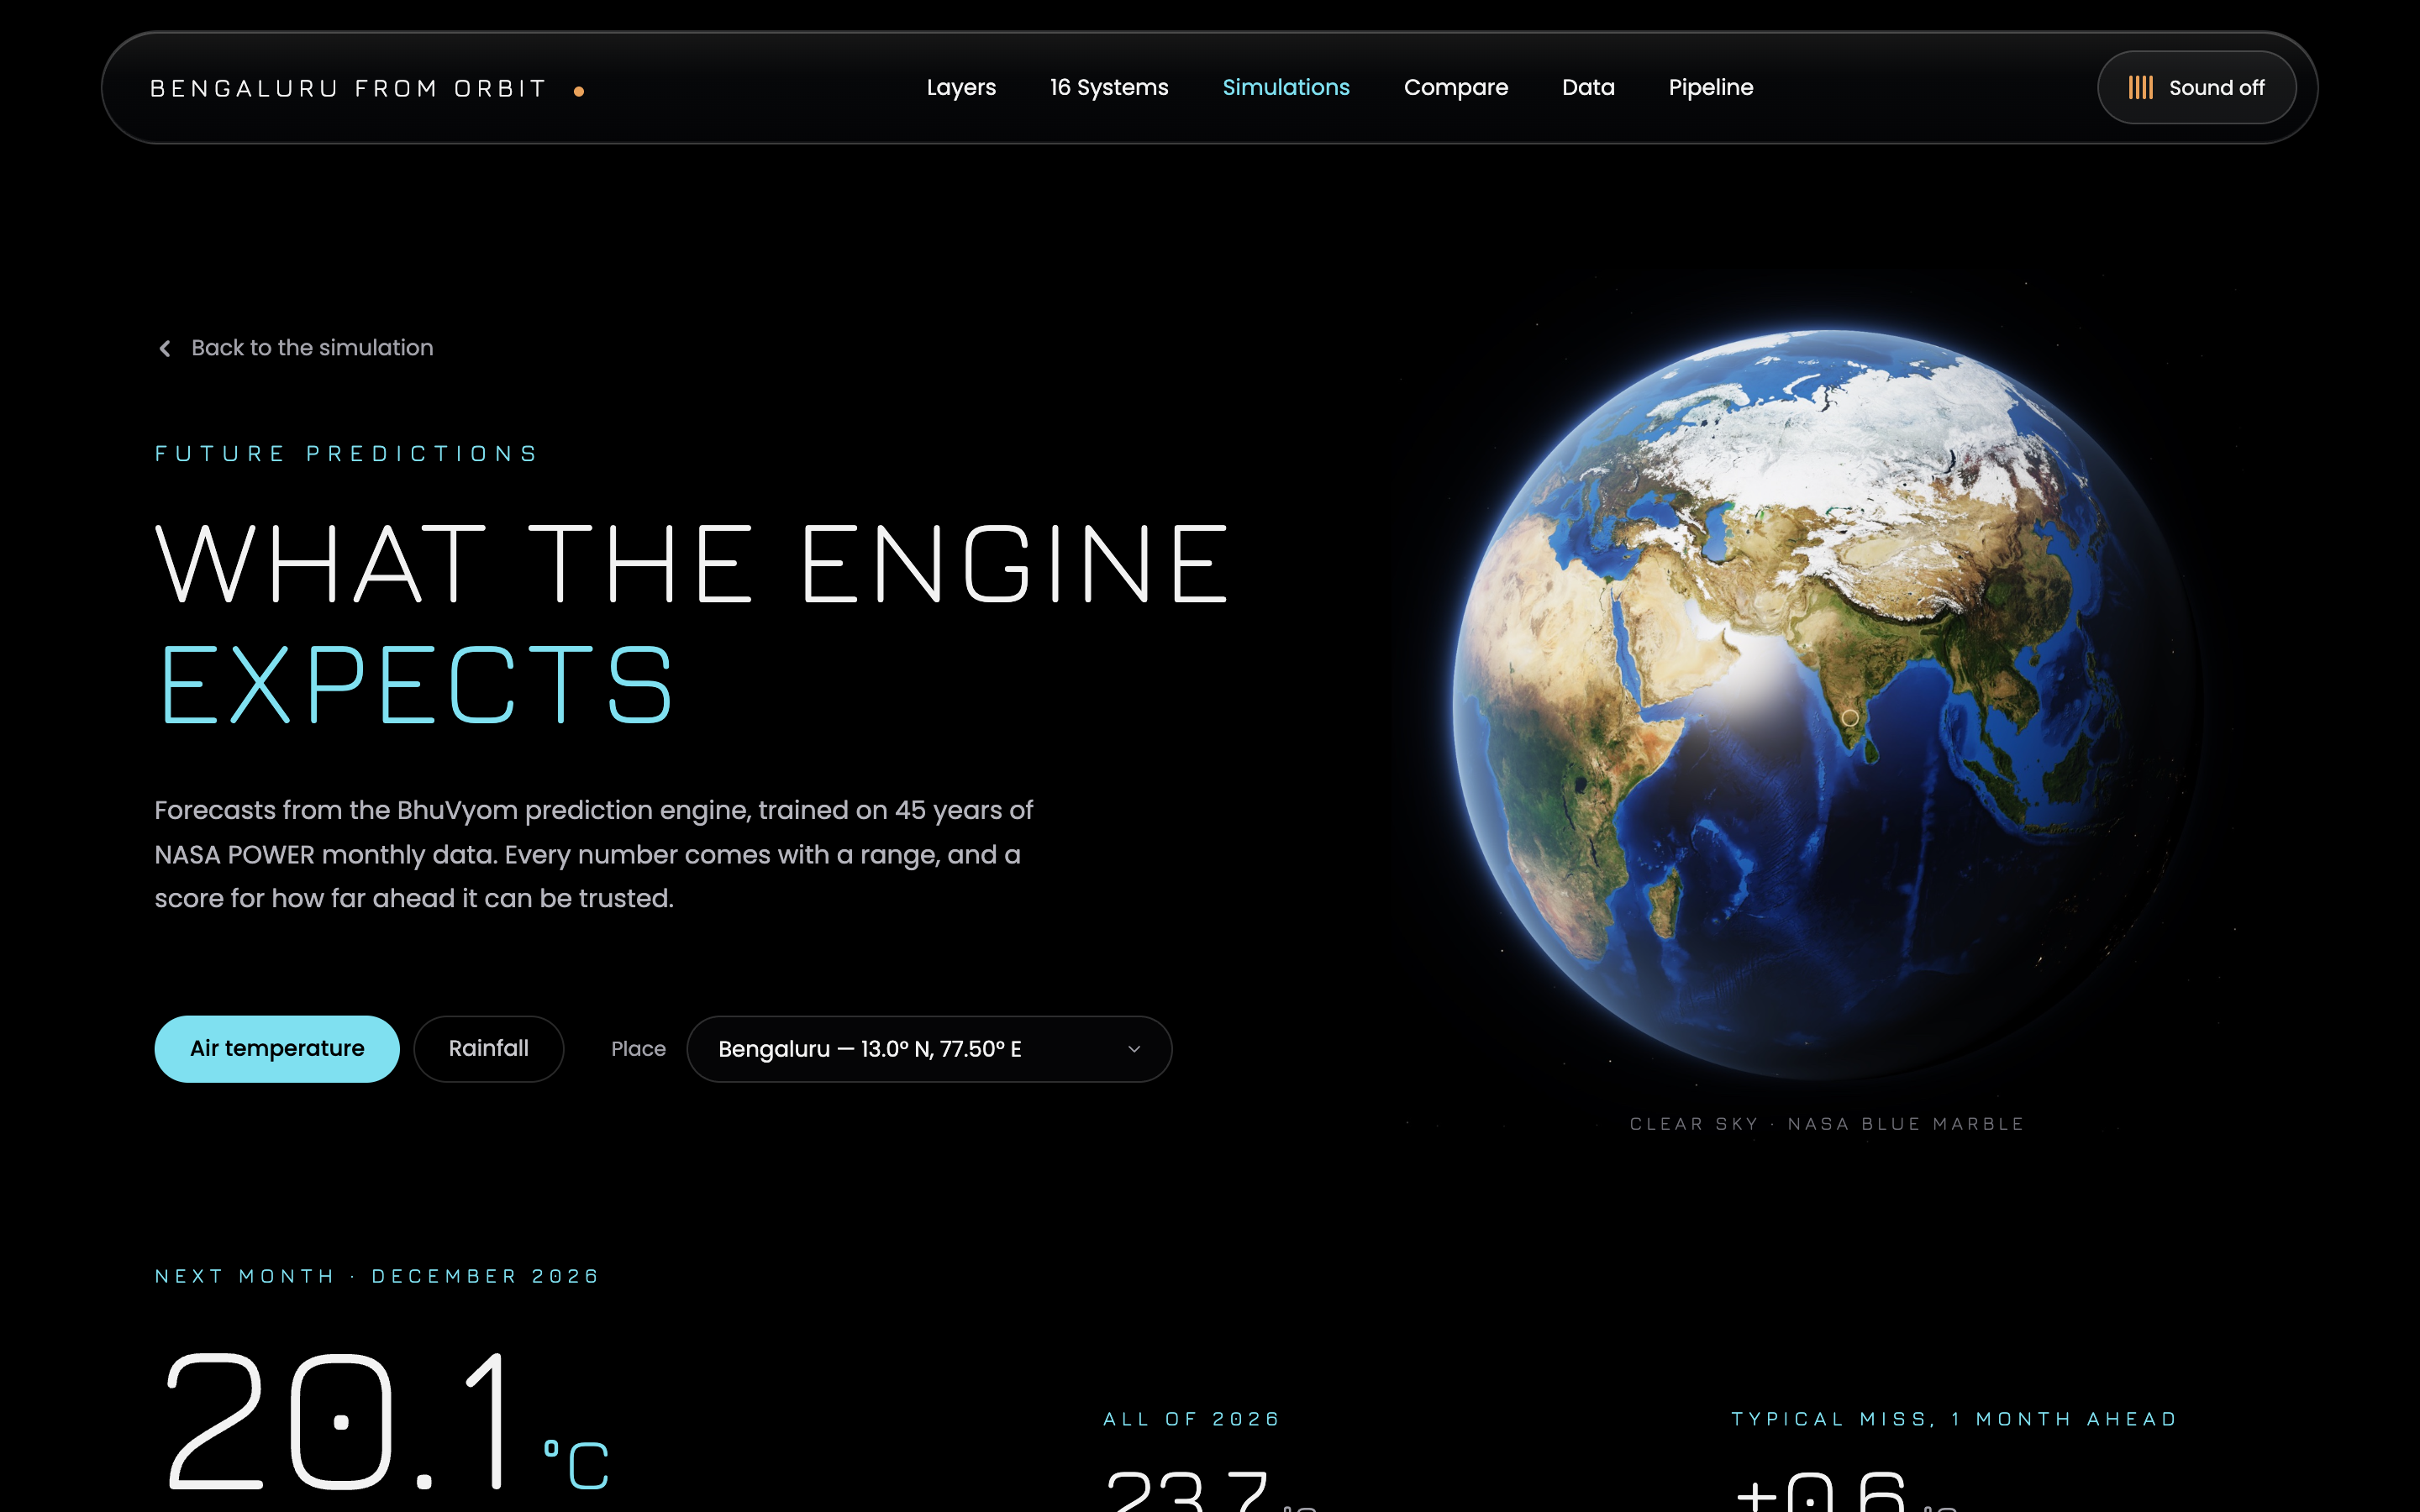 BENGALURU FROM ORBIT
Layers
16 Systems
Simulations
Compare
Data
Pipeline
Sound off
Back to the simulation
FUTURE PREDICTIONS
WHAT THE ENGINE
EXPECTS
Forecasts from the BhuVyom prediction engine, trained on 45 years of
NASA POWER monthly data. Every number comes with a range, and a
score for how far ahead it can be trusted.
Air temperature
Rainfall
Place
Bengaluru — 13.0° N, 77.50° E
CLEAR SKY · NASA BLUE MARBLE
NEXT MONTH · DECEMBER 2026
20.1 °C
ALL OF 2026
23.7 °C
TYPICAL MISS, 1 MONTH AHEAD
±0.6 °C